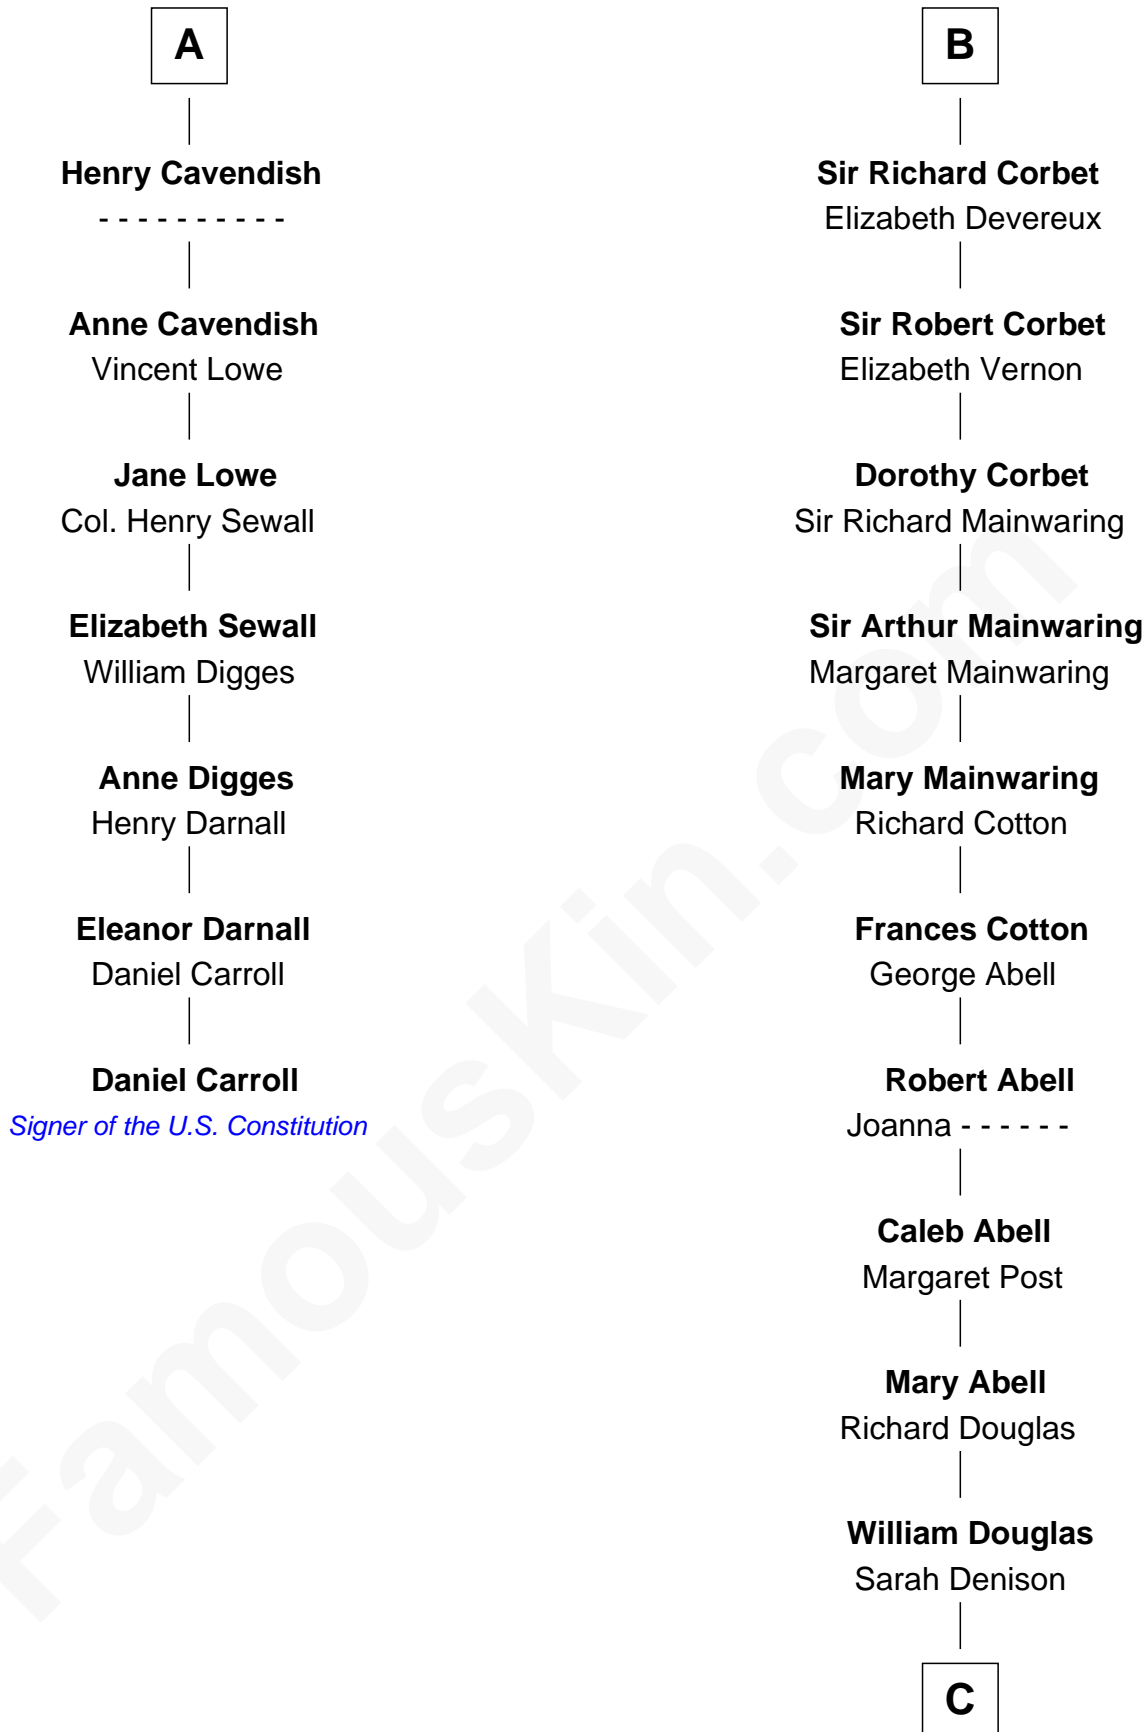 A
Henry Cavendish
- - - - - - - - - -
Anne Cavendish
Vincent Lowe
Jane Lowe
Col. Henry Sewall
Elizabeth Sewall
William Digges
Anne Digges
Henry Darnall
Eleanor Darnall
Daniel Carroll
Daniel Carroll
Signer of the U.S. Constitution
B
Sir Richard Corbet
Elizabeth Devereux
Sir Robert Corbet
Elizabeth Vernon
Dorothy Corbet
Sir Richard Mainwaring
Sir Arthur Mainwaring
Margaret Mainwaring
Mary Mainwaring
Richard Cotton
Frances Cotton
George Abell
Robert Abell
Joanna - - - - - -
Caleb Abell
Margaret Post
Mary Abell
Richard Douglas
William Douglas
Sarah Denison
C
FamousKin.com